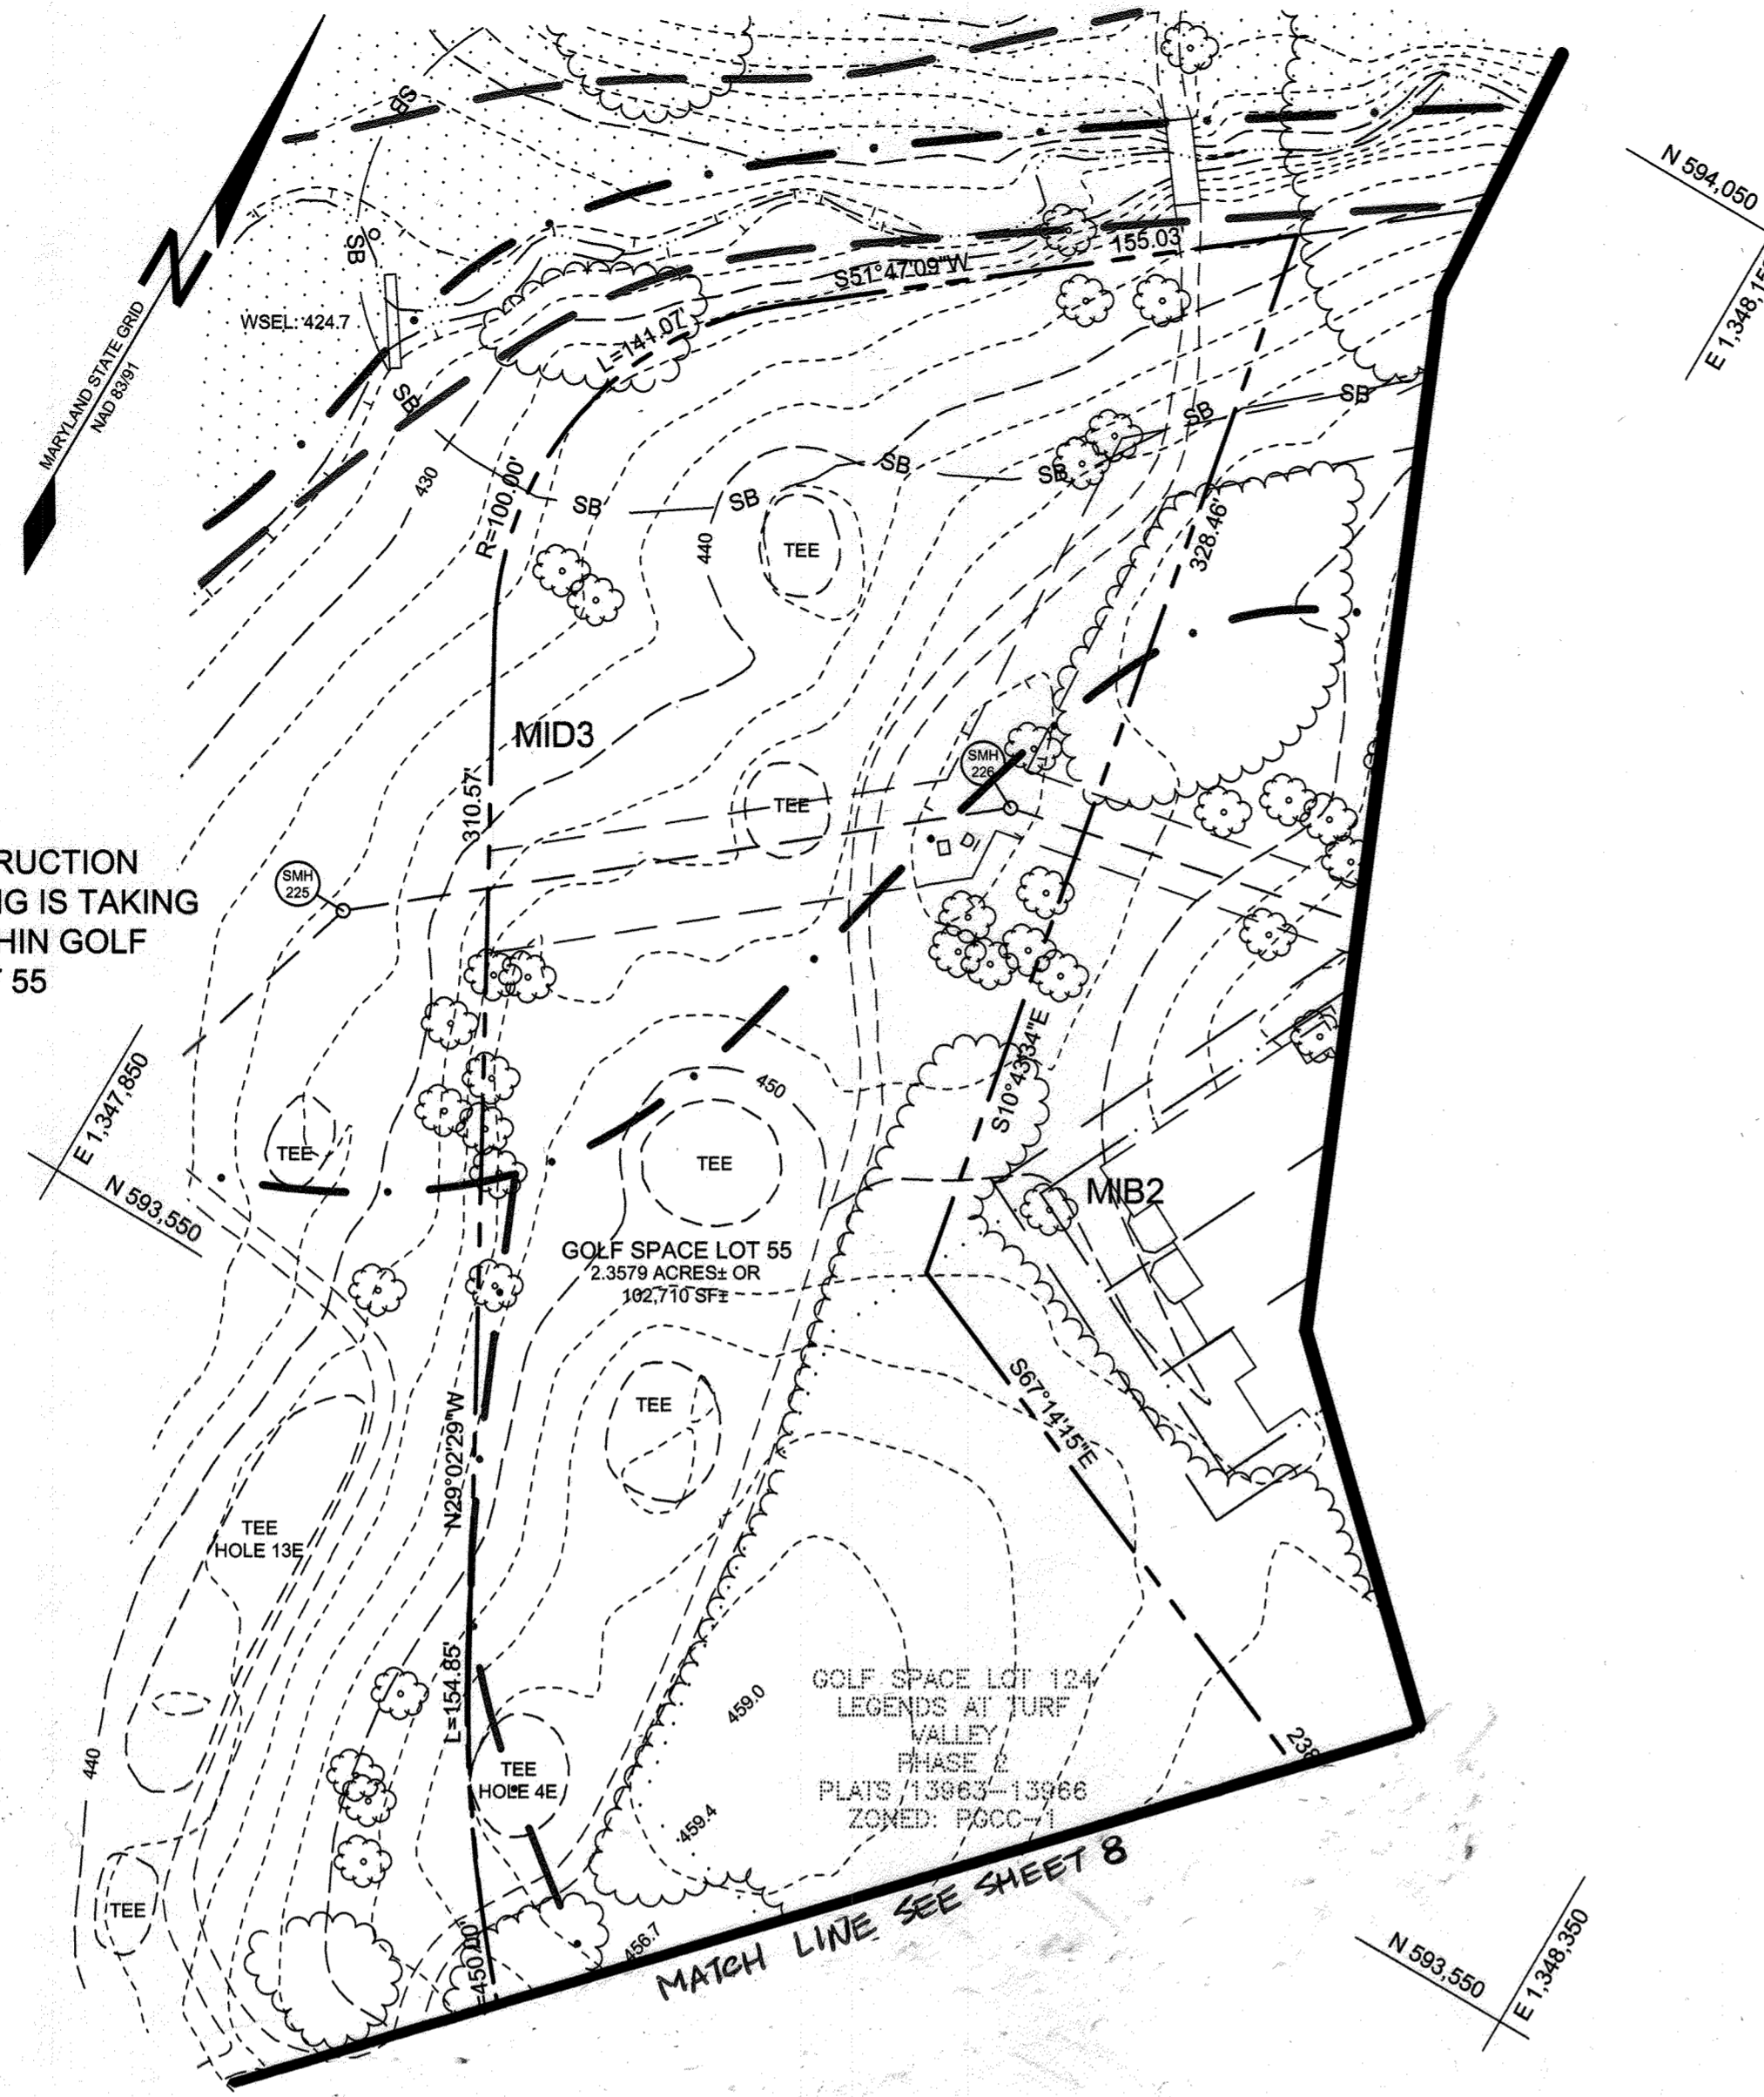 SB
N 594,050
SB
155.03'
S51°47'09"W
MARYLAND STATE GRID
NAD 83/91
N
WSEL: 424.7
L=141.07'
SB
SB
SB
430
R=100.00'
SB
SB
SB
SB
440
TEE
328.46'
MID3
SMH
226
310.57'
TEE
DI
RUCTION
G IS TAKING
HIN GOLF
55
SMH
225
S10°43'34"E
450
E 1,347,850
TEE
TEE
N 593,550
MIB2
GOLF SPACE LOT 55
2.3579 ACRES± OR
102,710 SF±
TEE
S67°14'15"E
N29°02'29"W
TEE
HOLE 13E
L=154.85'
459.0
GOLF SPACE LOT 124
LEGENDS AT TURF
VALLEY
PHASE 2
PLATS 13963-13966
ZONED: PGCC-1
238
440
TEE
HOLE 4E
459.4
MATCH LINE SEE SHEET 8
TEE
456.7
=450.00'
N 593,550
E 1,348,350